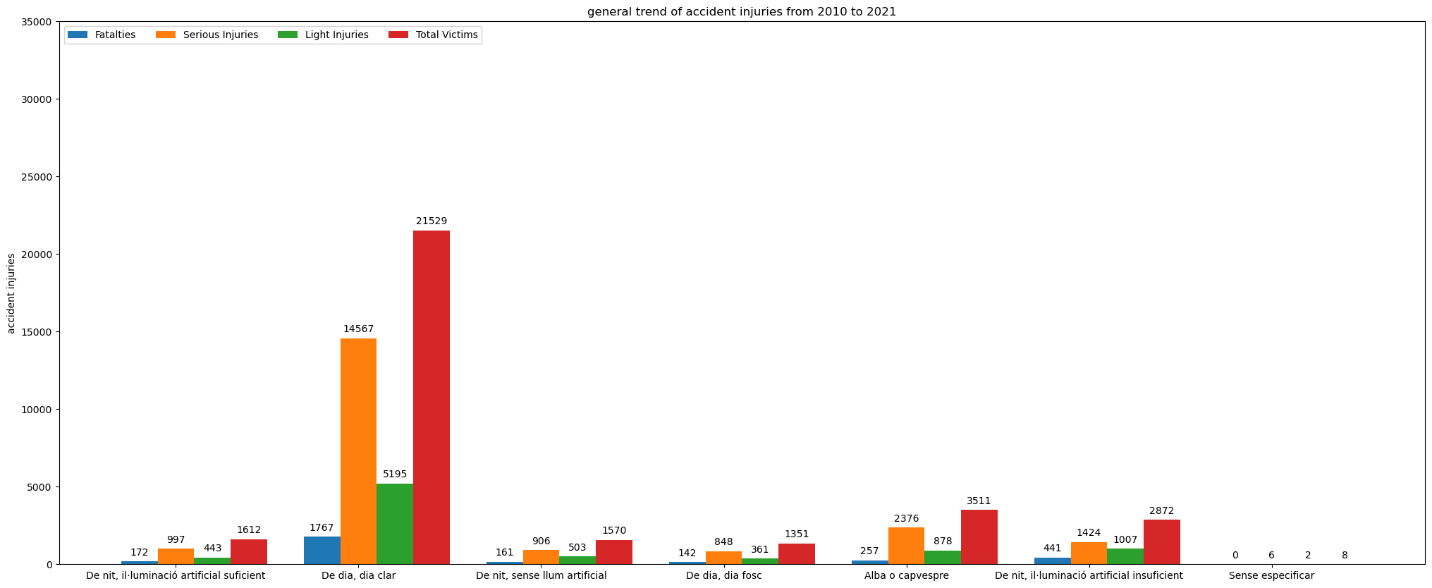 general trend of accident injuries from 2010 to 2021
Fatalties Serious Injuries Light Injuries Total Victims
accident injuries
35000
30000
25000
20000
15000
10000
5000
0
172 997 443 1612
1767 14567 5195 21529
161 906 503 1570
142 848 361 1351
257 2376 878 3511
441 1424 1007 2872
0 6 2 8
De nit, il·luminació artificial suficient De dia, dia clar De nit, sense llum artificial De dia, dia fosc Alba o capvespre De nit, il·luminació artificial insuficient Sense especificar